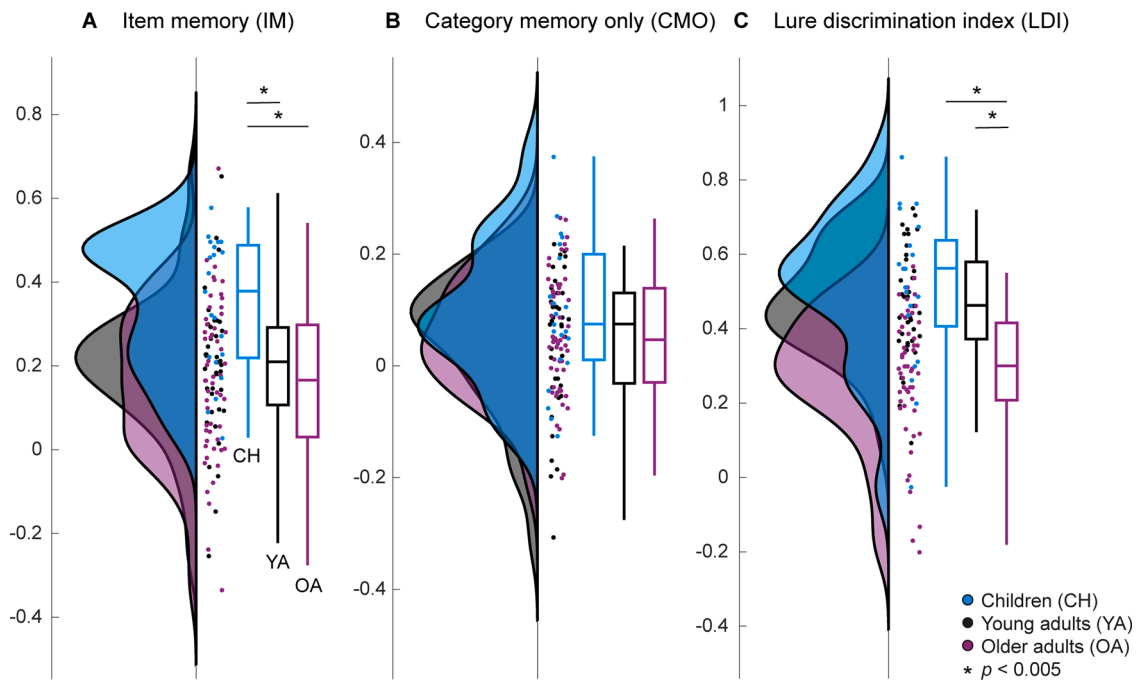 A Item memory (IM)
0.8
0.6
0.4
0.2
0
-0.2
-0.4
*
*
CH
YA
OA
B Category memory only (CMO)
0.4
0.2
0
-0.2
-0.4
C Lure discrimination index (LDI)
1
0.8
0.6
0.4
0.2
0
-0.2
-0.4
*
*
Children (CH)
Young adults (YA)
Older adults (OA)
* p < 0.005